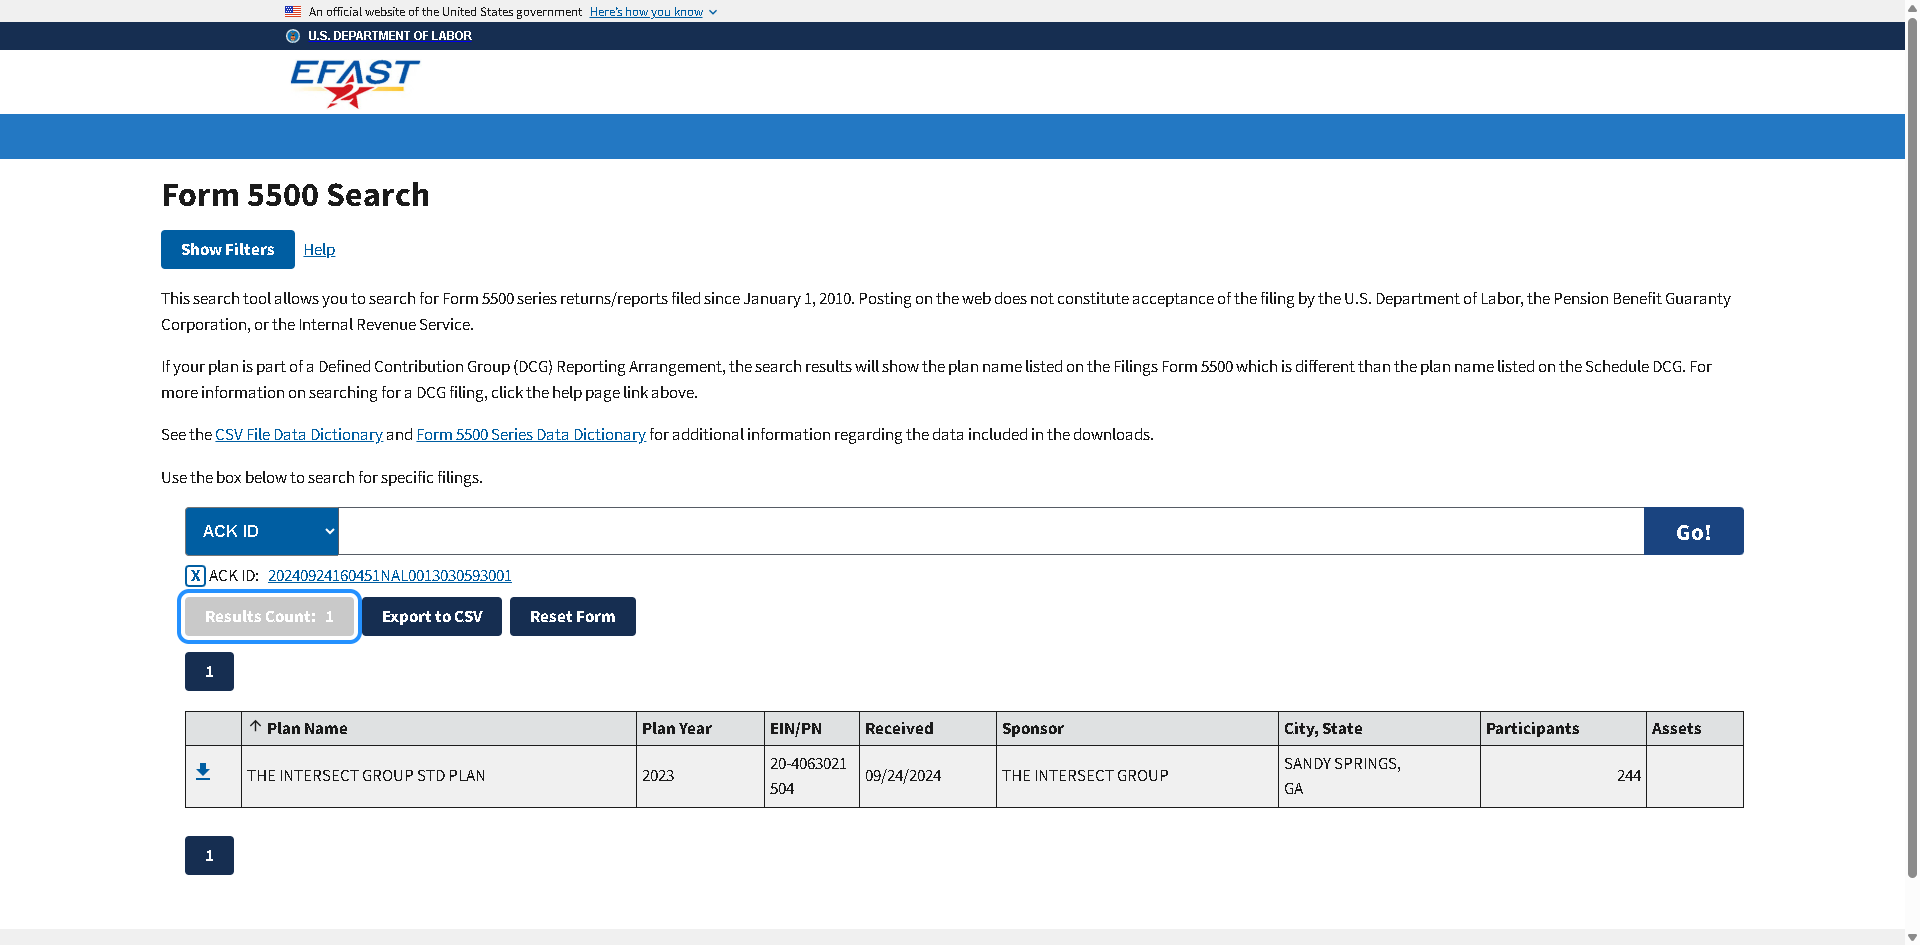 An official website of the United States government Here's how you know
U.S. DEPARTMENT OF LABOR
EFAST
2
Form 5500 Search
Show Filters Help
This search tool allows you to search for Form 5500 series returns/reports filed since January 1, 2010. Posting on the web does not constitute acceptance of the filing by the U.S. Department of Labor, the Pension Benefit Guaranty
Corporation, or the Internal Revenue Service.
If your plan is part of a Defined Contribution Group (DCG) Reporting Arrangement, the search results will show the plan name listed on the Filings Form 5500 which is different than the plan name listed on the Schedule DCG. For
more information on searching for a DCG filing, click the help page link above.
See the CSV File Data Dictionary and Form 5500 Series Data Dictionary for additional information regarding the data included in the downloads.
Use the box below to search for specific filings.
ACK ID Go!
X ACK ID: 20240924160451NAL0013030593001
Results Count: 1 Export to CSV Reset Form
1
Plan Name Plan Year EIN/PN Received Sponsor City, State Participants Assets
THE INTERSECT GROUP STD PLAN 2023 20-4063021 09/24/2024 THE INTERSECT GROUP SANDY SPRINGS, 244
504 GA
1